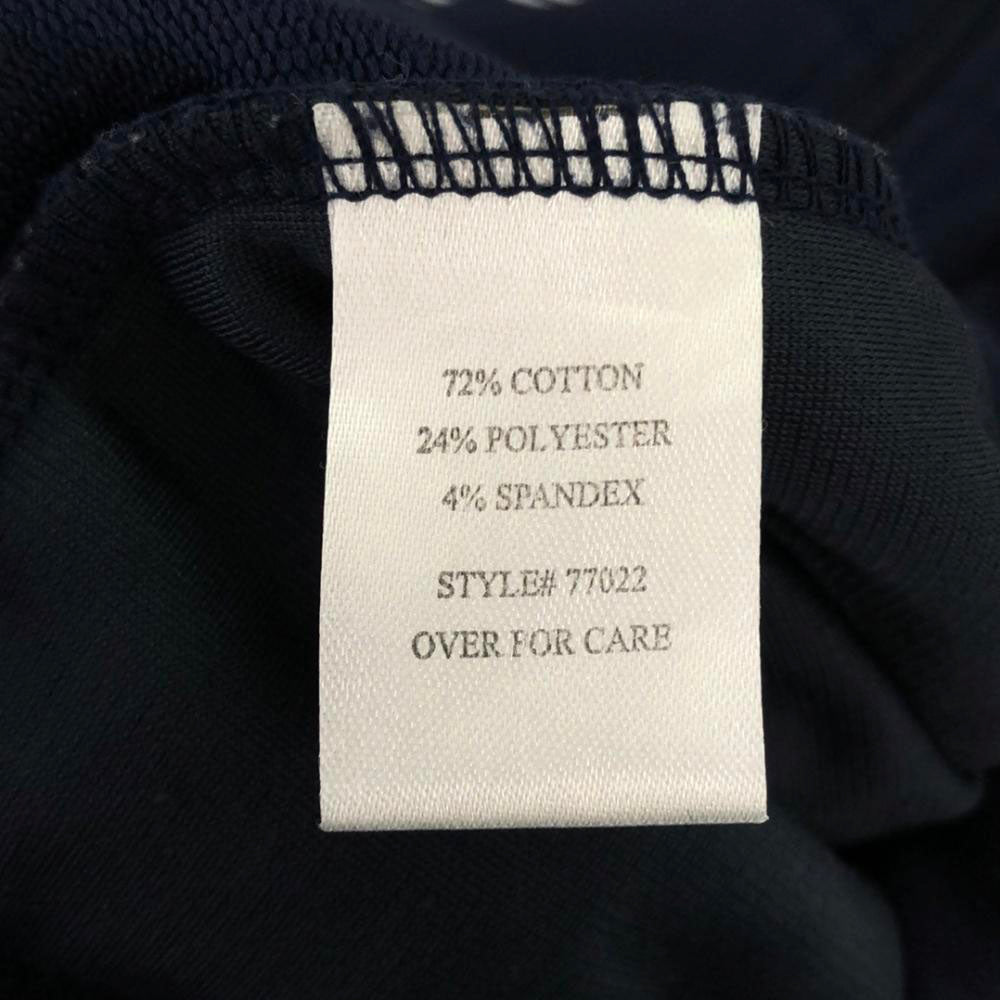 72% COTTON
24% POLYESTER
4% SPANDEX
STYLE# 77022
OVER FOR CARE